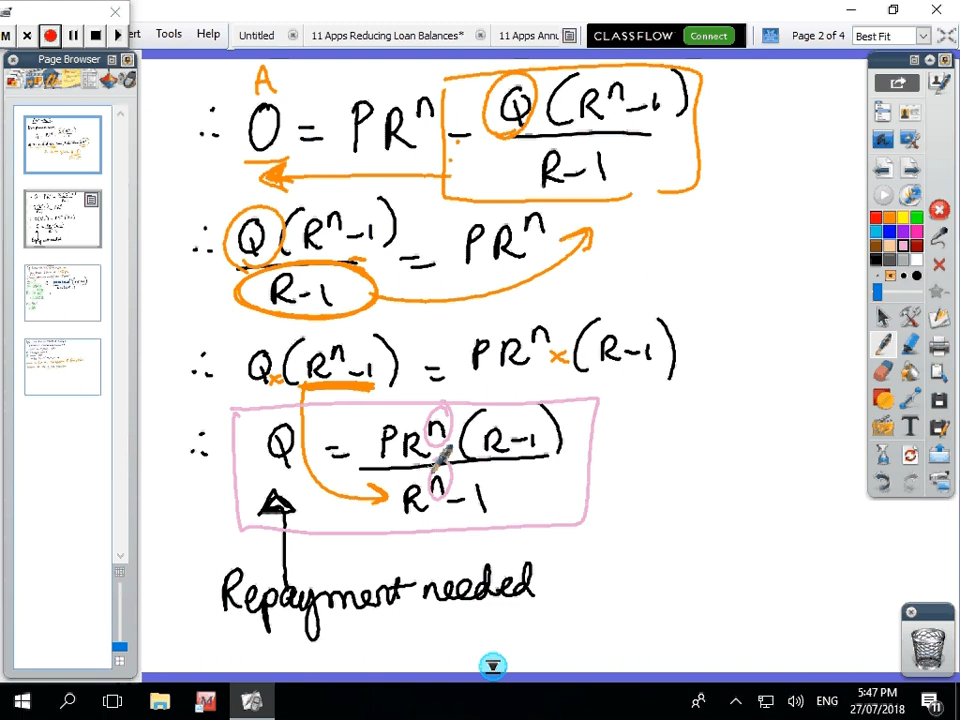 M
ert Tools Help Untitled 11 Apps Reducing Loan Balances* 11 Apps Annu CLASSFLOW Connect Page 2 of 4 Best Fit
Page Browser
A
∴ O = PRⁿ - Q(Rⁿ-1)
R-1
∴ Q(Rⁿ-1) = PRⁿ
R-1
∴ Q×(Rⁿ-1) = PRⁿ×(R-1)
∴ Q = PRⁿ(R-1)
Rⁿ-1
Repayment needed
ENG 5:47 PM
27/07/2018 11